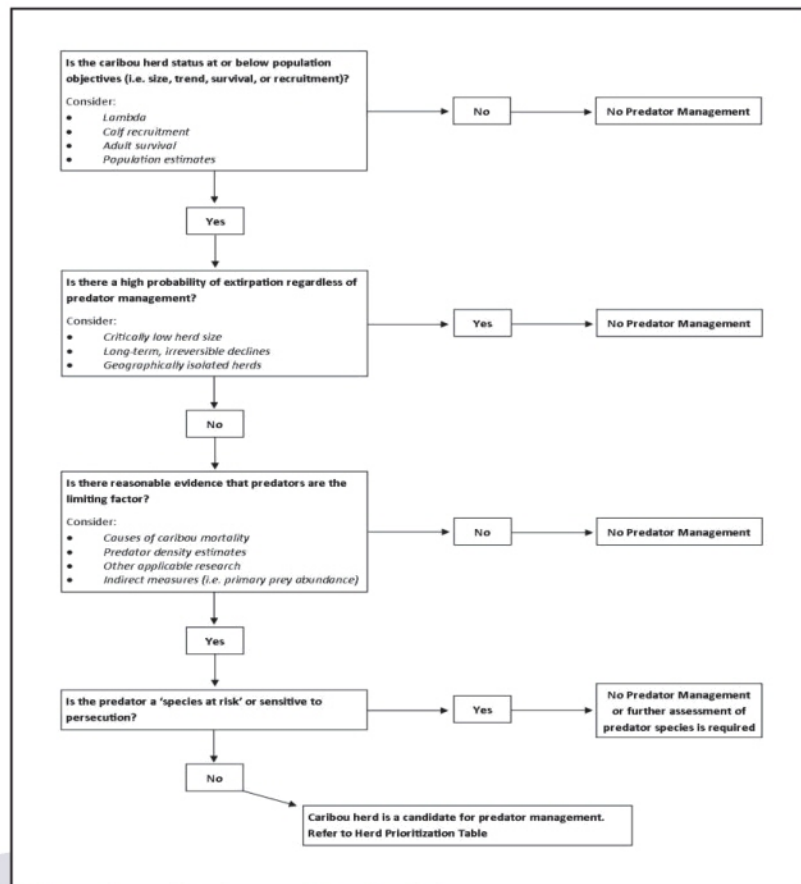 Is the caribou herd status at or below population
objectives (i.e. size, trend, survival, or recruitment)?
Consider:
• Lambda
• Calf recruitment
• Adult survival
• Population estimates
No
No Predator Management
Yes
Is there a high probability of extirpation regardless of
predator management?
Consider:
• Critically low herd size
• Long-term, irreversible declines
• Geographically isolated herds
Yes
No Predator Management
No
Is there reasonable evidence that predators are the
limiting factor?
Consider:
• Causes of caribou mortality
• Predator density estimates
• Other applicable research
• Indirect measures (i.e. primary prey abundance)
No
No Predator Management
Yes
Is the predator a ‘species at risk’ or sensitive to
persecution?
Yes
No Predator Management
or further assessment of
predator species is required
No
Caribou herd is a candidate for predator management.
Refer to Herd Prioritization Table